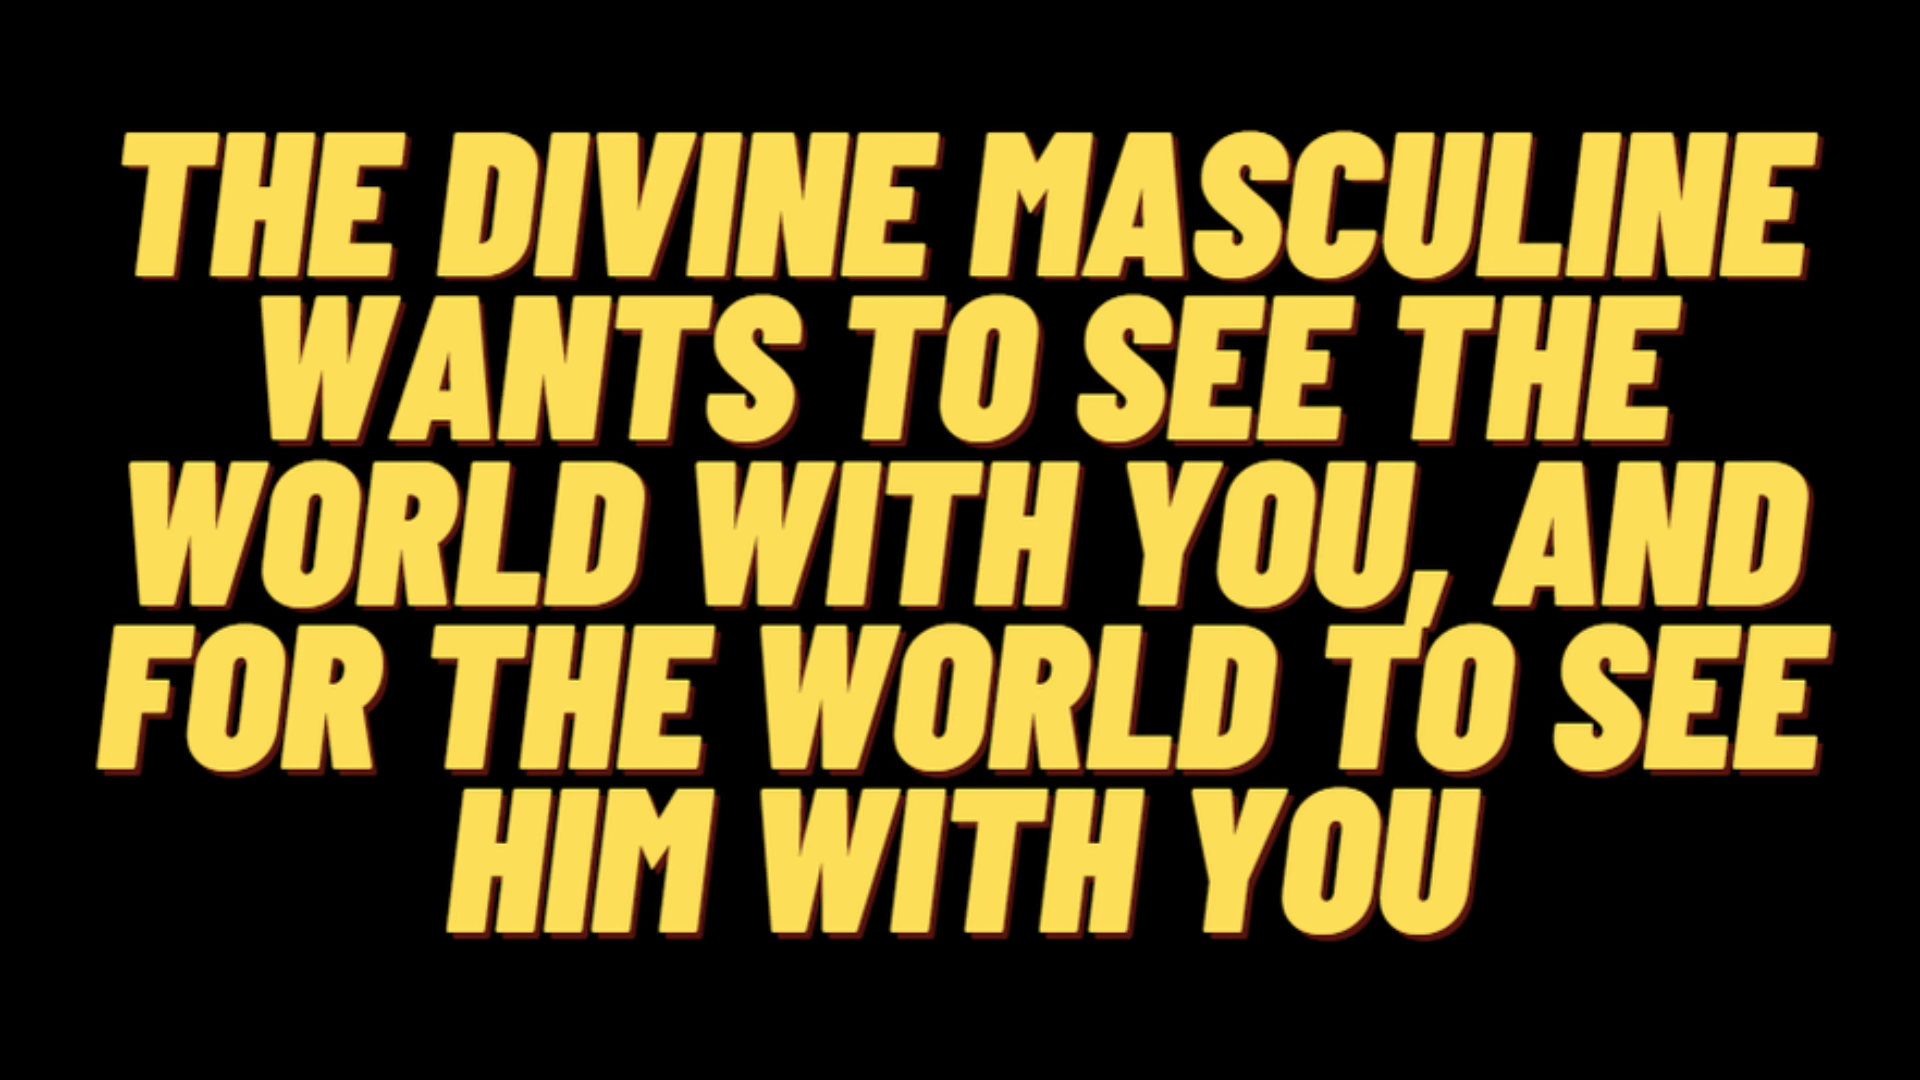 THE DIVINE MASCULINE
WANTS TO SEE THE
WORLD WITH YOU, AND
FOR THE WORLD TO SEE
HIM WITH YOU